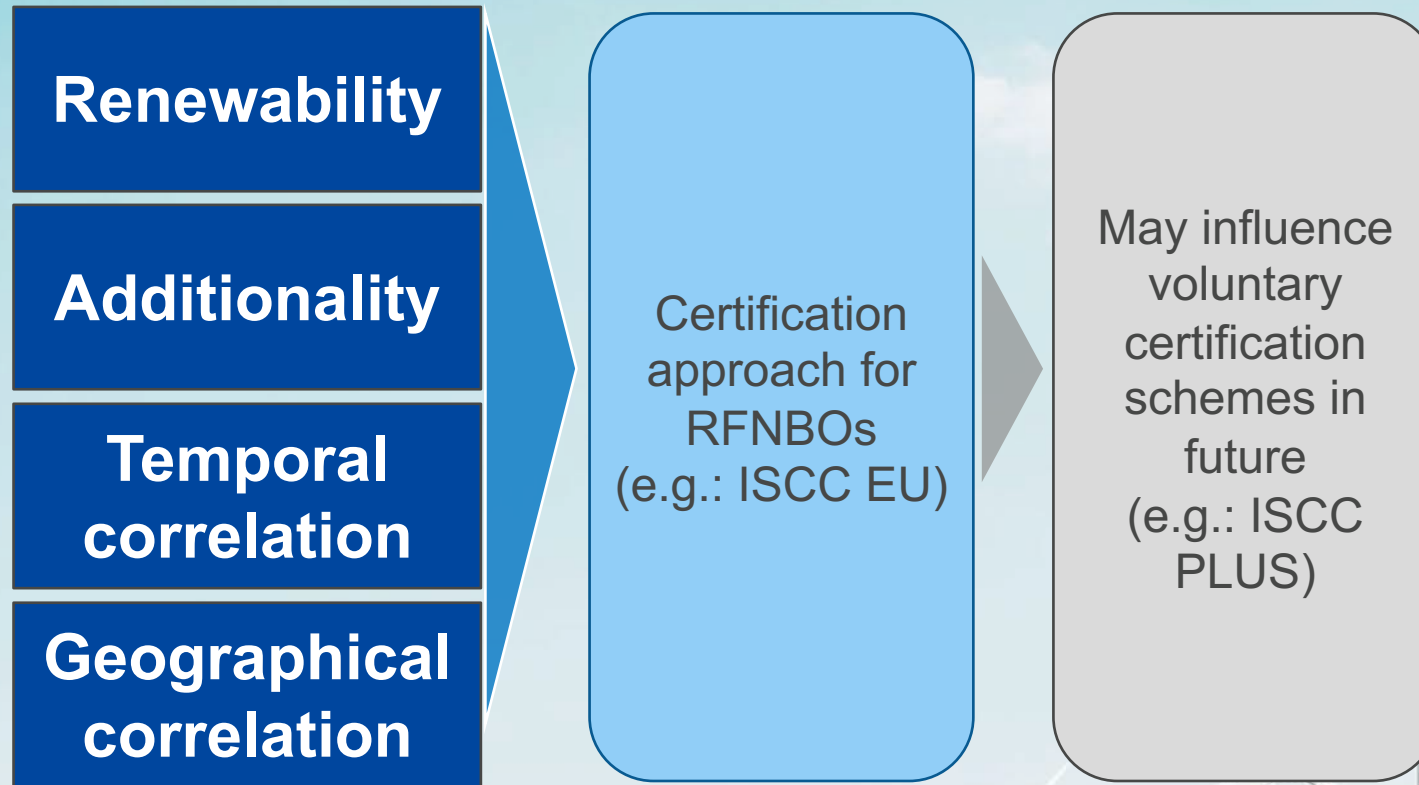 Renewability
Additionality
Temporal
correlation
Geographical
correlation
Certification
approach for
RFNBOs
(e.g.: ISCC EU)
May influence
voluntary
certification
schemes in
future
(e.g.: ISCC
PLUS)